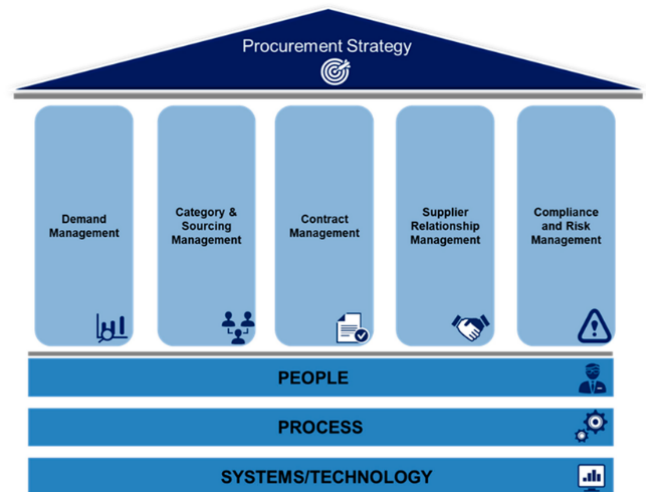 Procurement Strategy
Demand
Management
Category &
Sourcing
Management
Contract
Management
Supplier
Relationship
Management
Compliance
and Risk
Management
PEOPLE
PROCESS
SYSTEMS/TECHNOLOGY